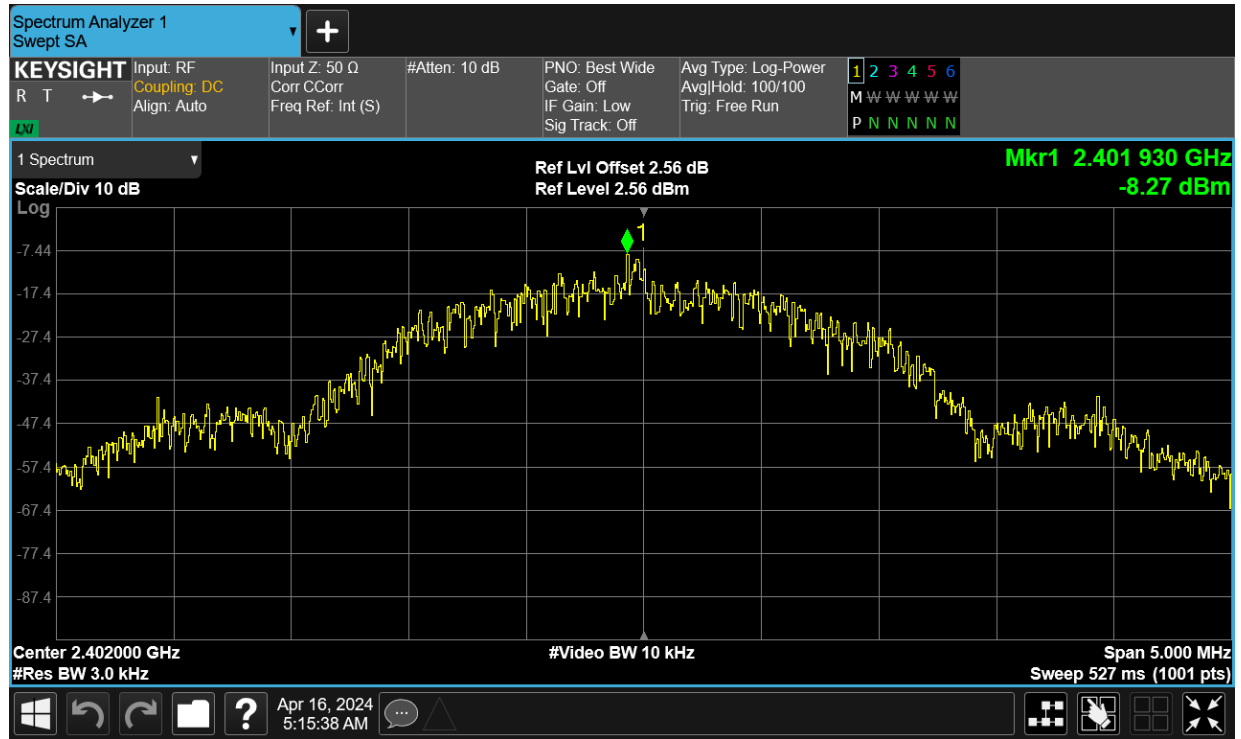 Spectrum Analyzer 1
Swept SA
KEYSIGHT
R T
LXI
Input: RF
Coupling: DC
Align: Auto
Input Z: 50 Ω
Corr CCorr
Freq Ref: Int (S)
#Atten: 10 dB
PNO: Best Wide
Gate: Off
IF Gain: Low
Sig Track: Off
Avg Type: Log-Power
Avg|Hold: 100/100
Trig: Free Run
1 2 3 4 5 6
M W W W W W
P N N N N N
1 Spectrum
Scale/Div 10 dB
Log
Ref Lvl Offset 2.56 dB
Ref Level 2.56 dBm
Mkr1 2.401 930 GHz
-8.27 dBm
1
-7.44
-17.4
-27.4
-37.4
-47.4
-57.4
-67.4
-77.4
-87.4
Center 2.402000 GHz
#Video BW 10 kHz
Span 5.000 MHz
#Res BW 3.0 kHz
Sweep 527 ms (1001 pts)
?
Apr 16, 2024
5:15:38 AM